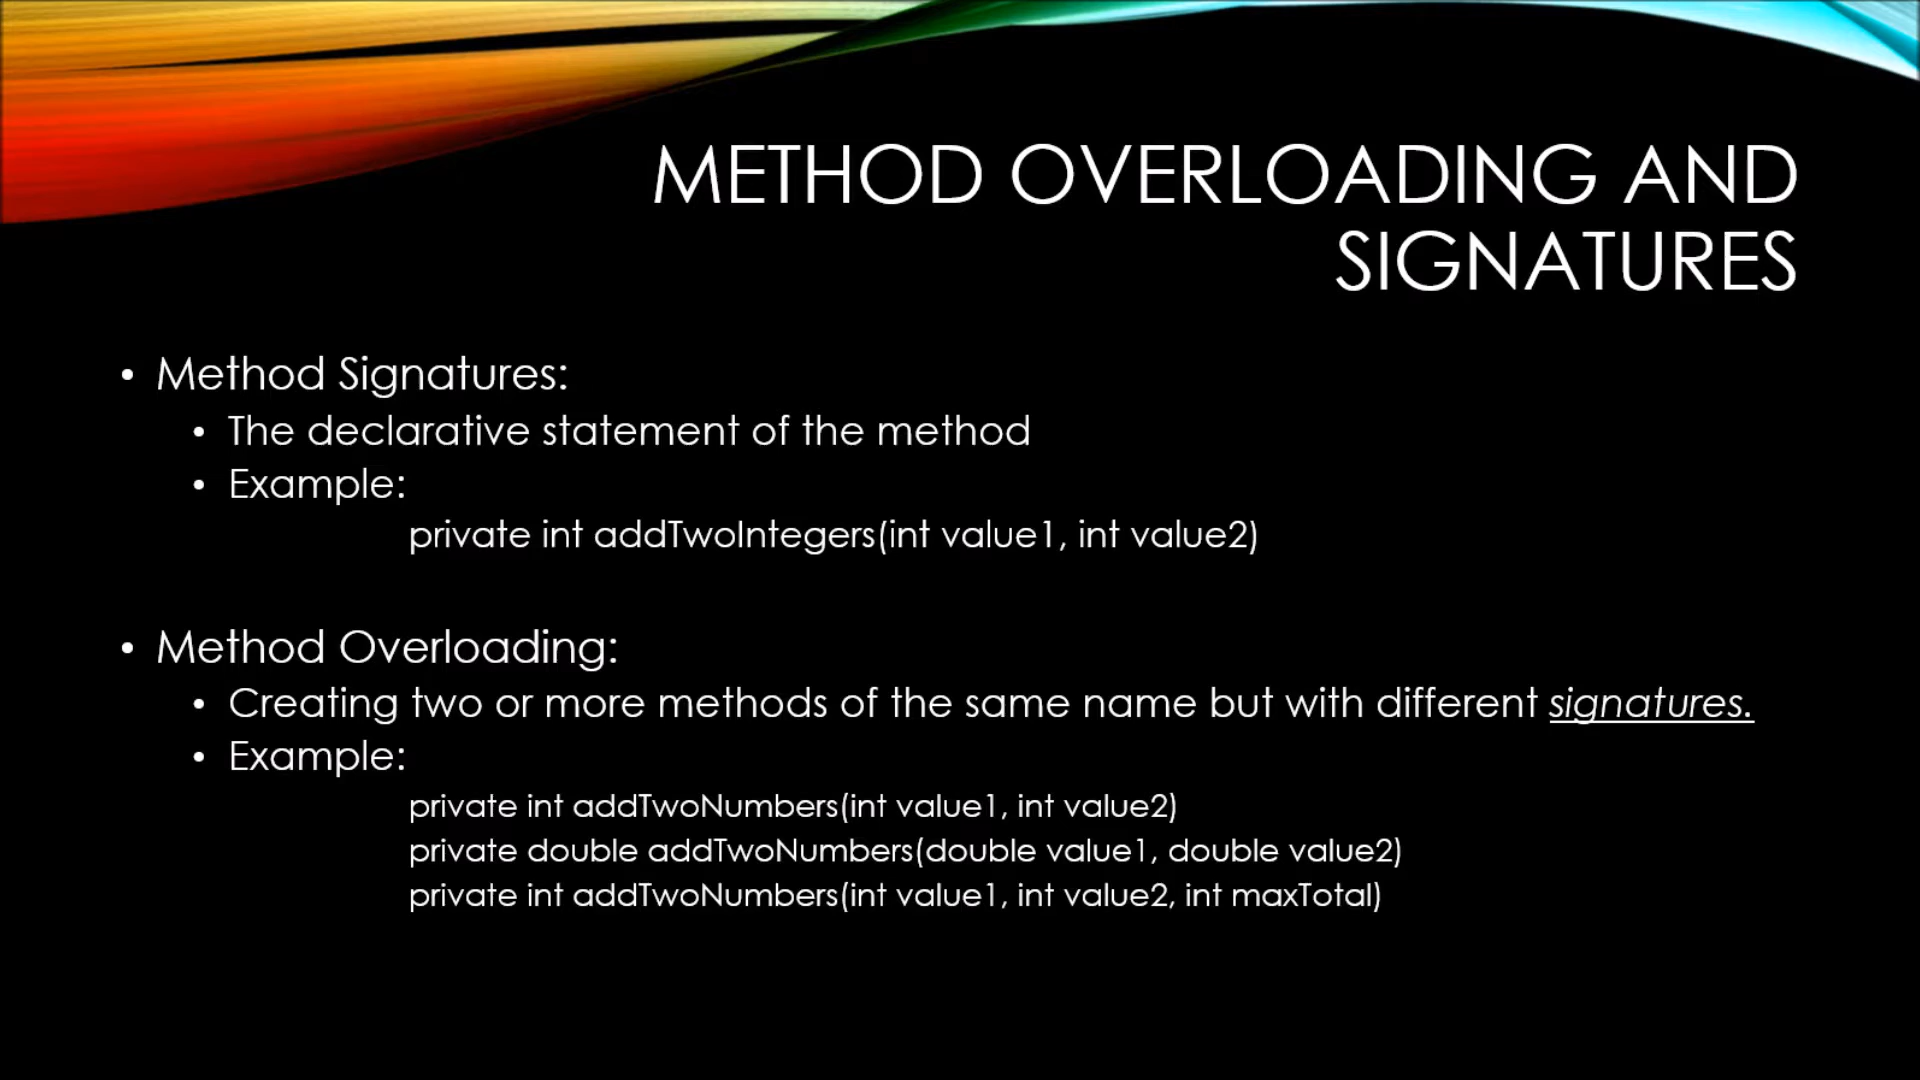 METHOD OVERLOADING AND
SIGNATURES
• Method Signatures:
• The declarative statement of the method
• Example:
private int addTwoIntegers(int value1, int value2)
• Method Overloading:
• Creating two or more methods of the same name but with different signatures.
• Example:
private int addTwoNumbers(int value1, int value2)
private double addTwoNumbers(double value1, double value2)
private int addTwoNumbers(int value1, int value2, int maxTotal)